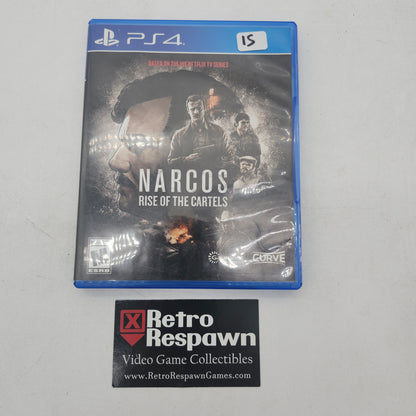 PS4
15
BASED ON THE HIT NETFLIX TV SERIES
NARCOS
RISE OF THE CARTELS
ESRB
CURVE
Retro
Respawn
Video Game Collectibles
www.RetroRespawnGames.com